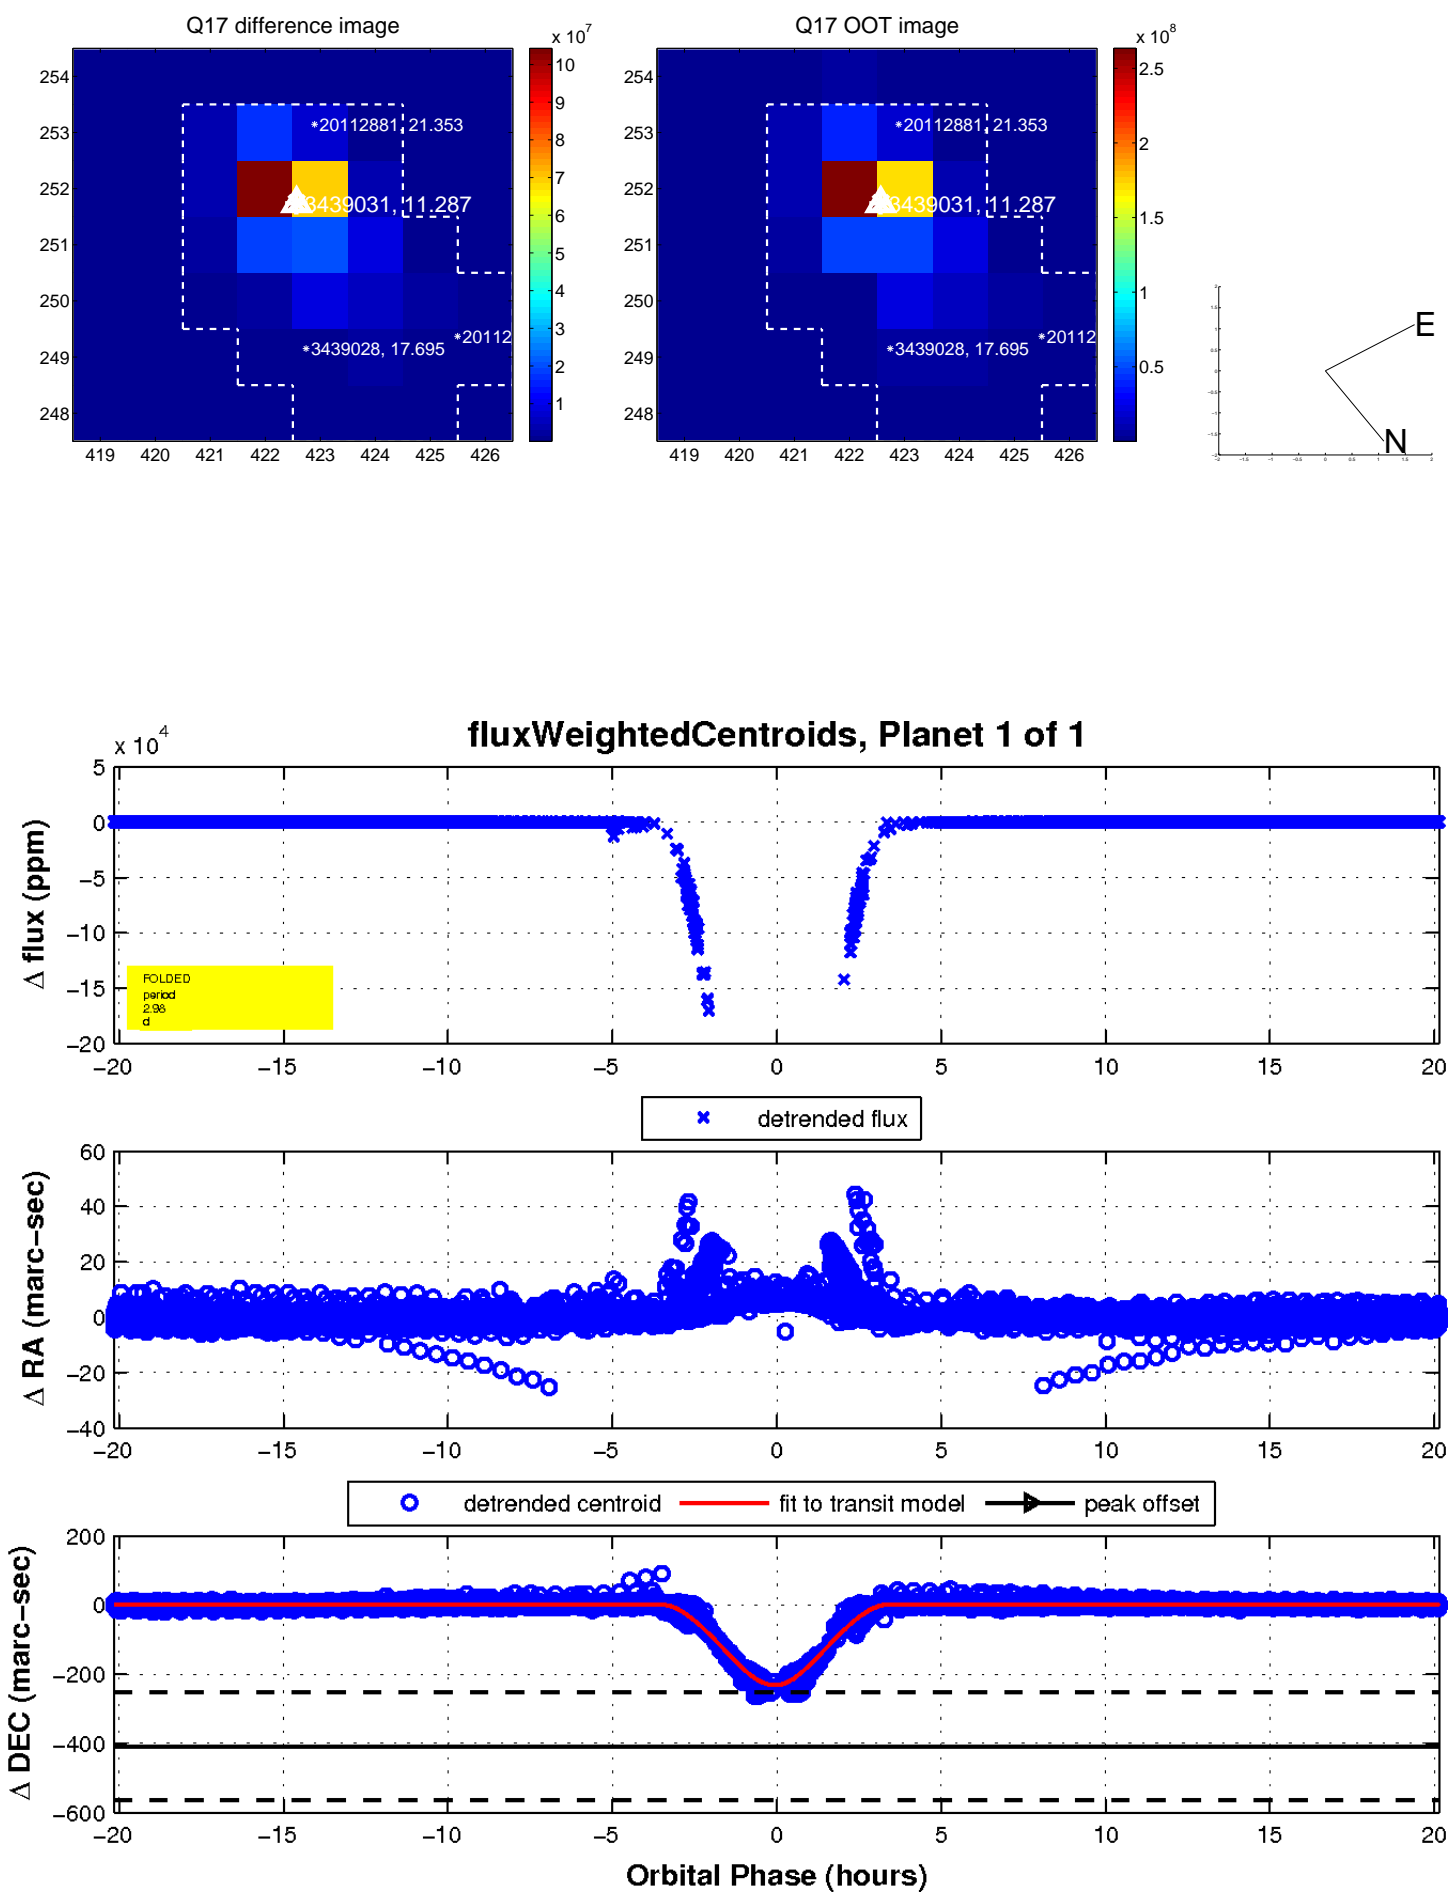 Q17 difference image
Q17 OOT image
x 10^7
x 10^8
254
253
252
251
250
249
248
419 420 421 422 423 424 425 426
10
9
8
7
6
5
4
3
2
1
*20112881, 21.353
3439031, 11.287
*3439028, 17.695
*20112
419 420 421 422 423 424 425 426
2.5
2
1.5
1
0.5
*20112881, 21.353
3439031, 11.287
*3439028, 17.695
*20112
E
N
fluxWeightedCentroids, Planet 1 of 1
x 10^4
Δ flux (ppm)
5
0
−5
−10
−15
−20
FOLDED
period
2.98
d
−20 −15 −10 −5 0 5 10 15 20
detrended flux
Δ RA (marc−sec)
60
40
20
0
−20
−40
−20 −15 −10 −5 0 5 10 15 20
detrended centroid fit to transit model peak offset
Δ DEC (marc−sec)
200
0
−200
−400
−600
−20 −15 −10 −5 0 5 10 15 20
Orbital Phase (hours)